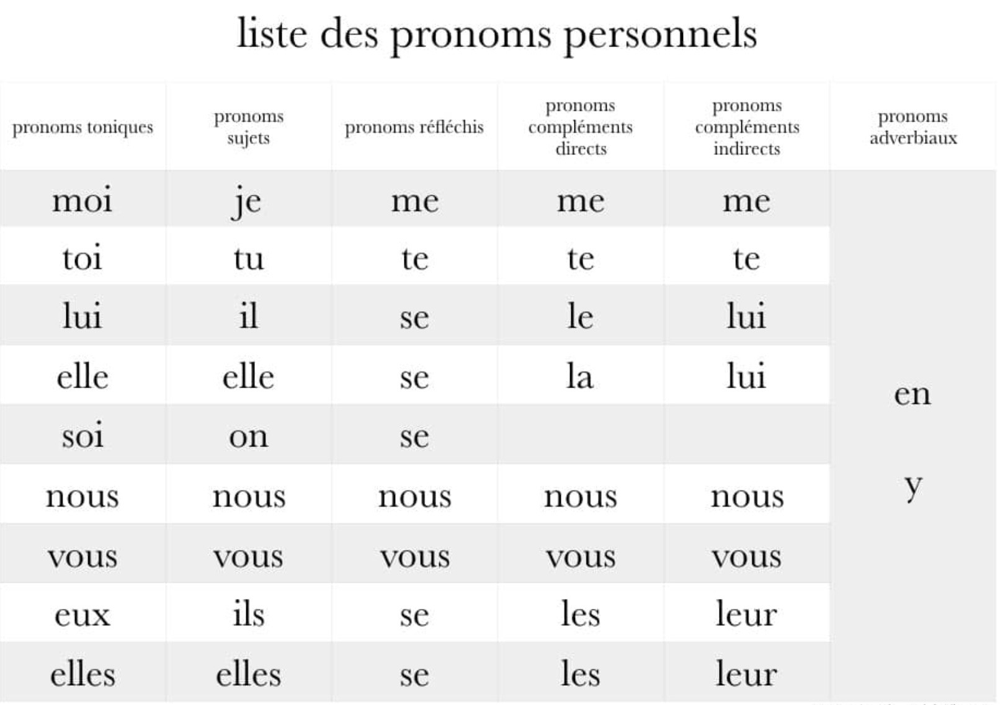 liste des pronoms personnels
pronoms toniques
pronoms
sujets
pronoms réfléchis
pronoms
compléments
directs
pronoms
compléments
indirects
pronoms
adverbiaux
moi je me me me
toi tu te te te
lui il se le lui
elle elle se la lui
en
soi on se
nous nous nous nous nous
y
vous vous vous vous vous
eux ils se les leur
elles elles se les leur